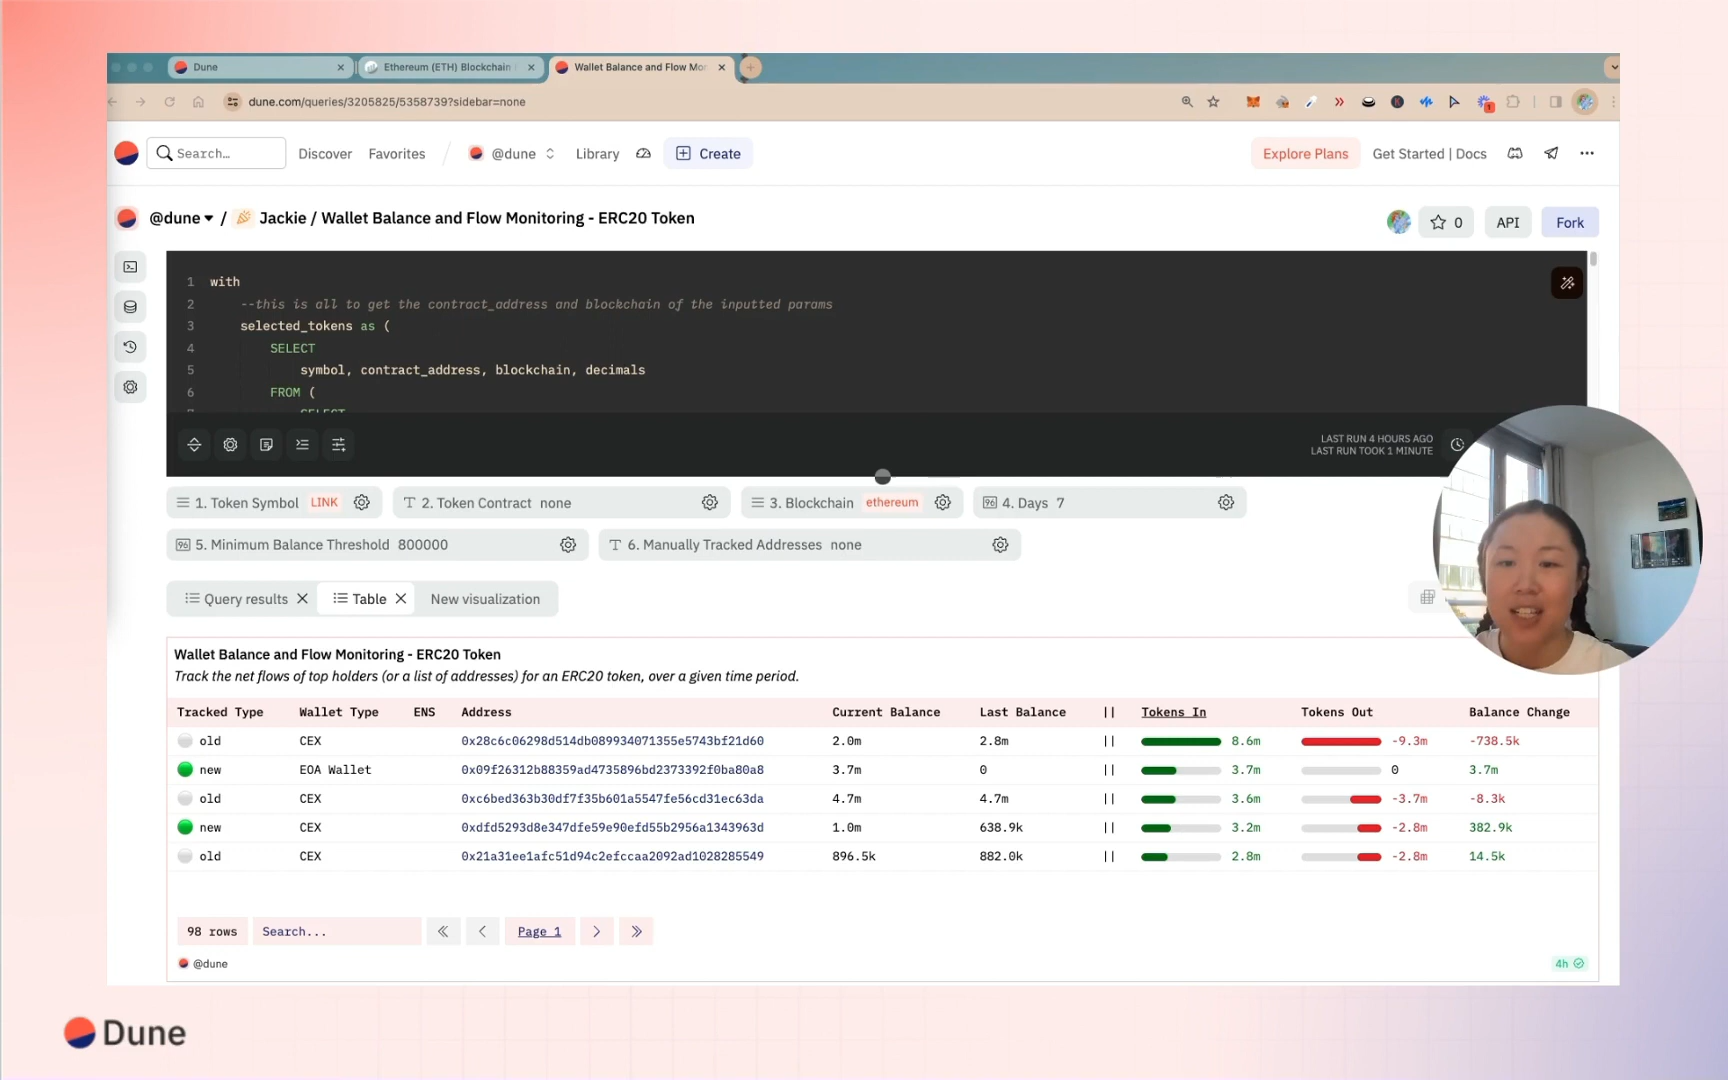 Dune
Ethereum (ETH) Blockchain
Wallet Balance and Flow Mor
dune.com/queries/3205825/5358739?sidebar=none
1
Search...
Discover
Favorites
@dune
Library
Create
Explore Plans
Get Started | Docs
@dune / Jackie / Wallet Balance and Flow Monitoring - ERC20 Token
0
API
Fork
1 with
2 --this is all to get the contract_address and blockchain of the inputted params
3 selected_tokens as (
4 SELECT
5 symbol, contract_address, blockchain, decimals
6 FROM (
7 SELECT
LAST RUN 4 HOURS AGO
LAST RUN TOOK 1 MINUTE
1. Token Symbol LINK
2. Token Contract none
3. Blockchain ethereum
4. Days 7
5. Minimum Balance Threshold 800000
6. Manually Tracked Addresses none
Query results
Table
New visualization
Wallet Balance and Flow Monitoring - ERC20 Token
Track the net flows of top holders (or a list of addresses) for an ERC20 token, over a given time period.
Tracked Type Wallet Type ENS Address Current Balance Last Balance || Tokens In Tokens Out Balance Change
old CEX 0x28c6c06298d514db089934071355e5743bf21d60 2.0m 2.8m || 8.6m -9.3m -738.5k
new EOA Wallet 0x09f26312b88359ad4735896bd2373392f0ba80a8 3.7m 0 || 3.7m 0 3.7m
old CEX 0xc6bed363b30df7f35b601a5547fe56cd31ec63da 4.7m 4.7m || 3.6m -3.7m -8.3k
new CEX 0xdfd5293d8e347dfe59e90efd55b2956a1343963d 1.0m 638.9k || 3.2m -2.8m 382.9k
old CEX 0x21a31ee1afc51d94c2efccaa2092ad1028285549 896.5k 882.0k || 2.8m -2.8m 14.5k
98 rows
Search...
Page 1
@dune
4h
Dune